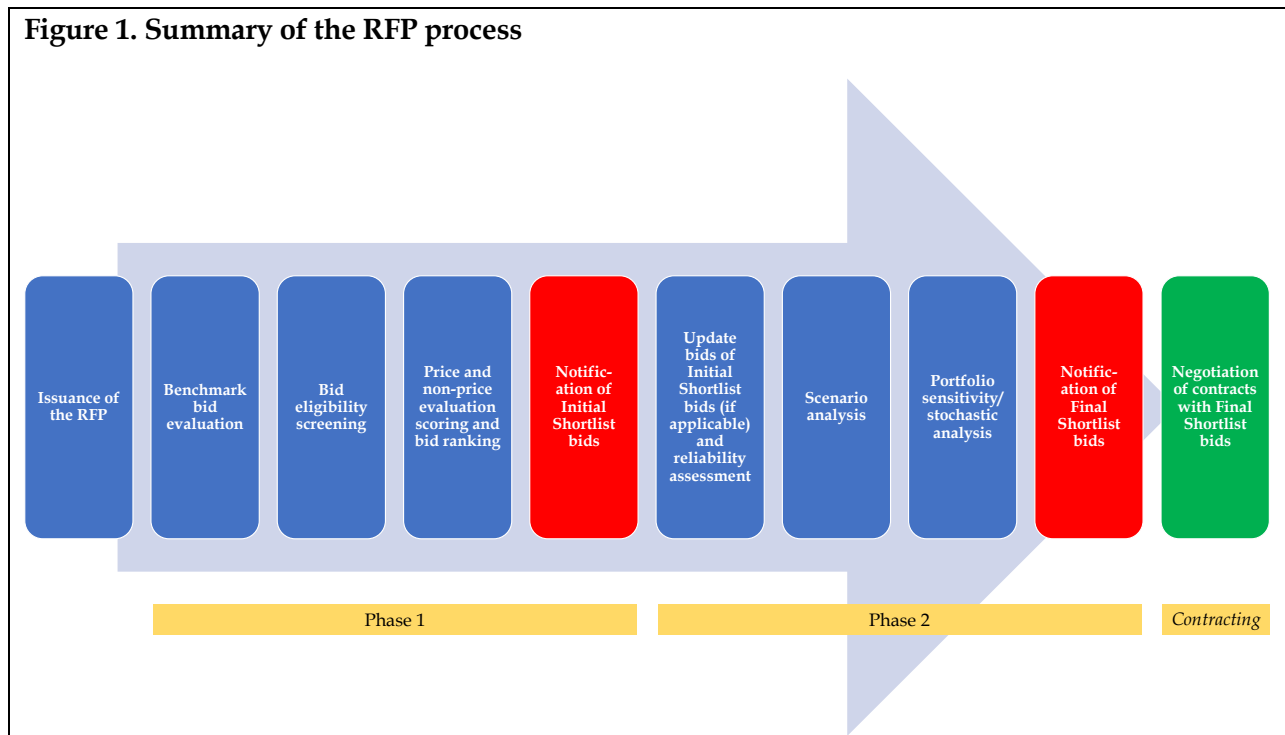 Figure 1. Summary of the RFP process
Issuance of
the RFP
Benchmark
bid
evaluation
Bid
eligibility
screening
Price and
non-price
evaluation
scoring and
bid ranking
Notific-
ation of
Initial
Shortlist
bids
Update
bids of
Initial
Shortlist
bids (if
applicable)
and
reliability
assessment
Scenario
analysis
Portfolio
sensitivity/
stochastic
analysis
Notific-
ation of
Final
Shortlist
bids
Negotiation
of contracts
with Final
Shortlist
bids
Phase 1
Phase 2
Contracting